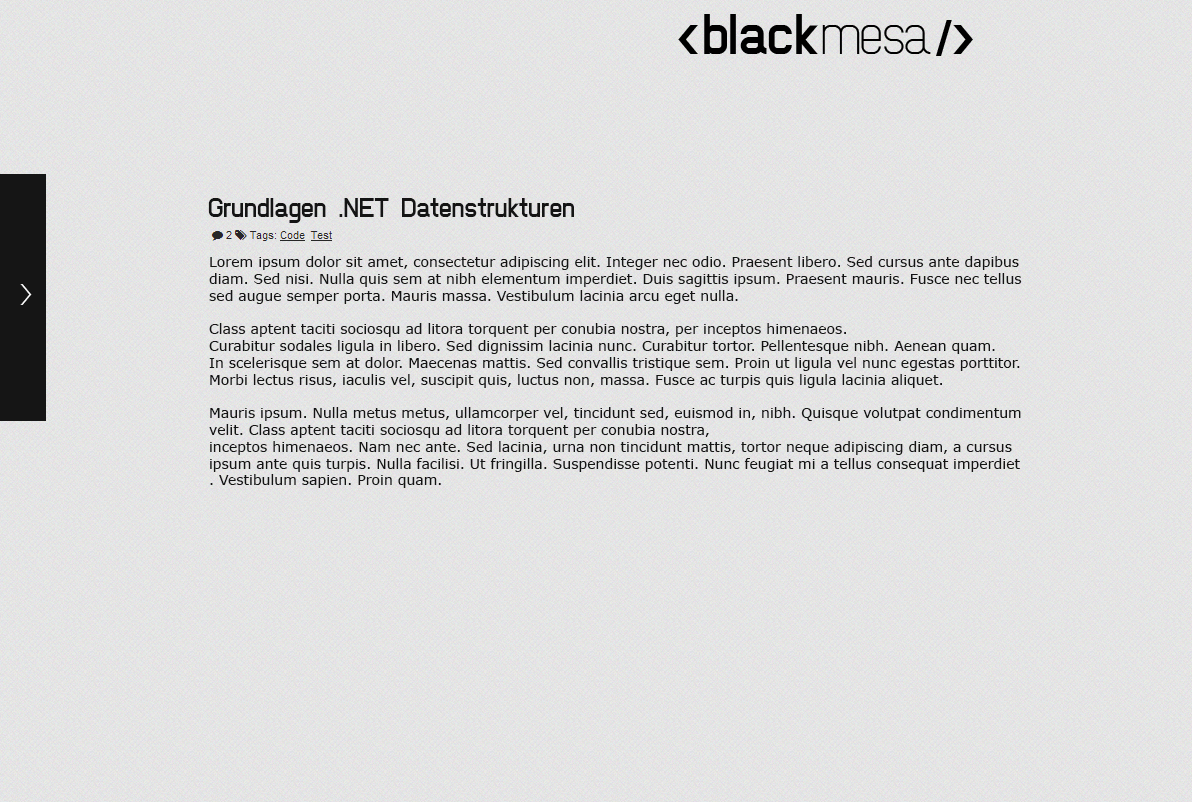 <blackmesa/>
Grundlagen .NET Datenstrukturen
2 Tags: Code Test
Lorem ipsum dolor sit amet, consectetur adipiscing elit. Integer nec odio. Praesent libero. Sed cursus ante dapibus
diam. Sed nisi. Nulla quis sem at nibh elementum imperdiet. Duis sagittis ipsum. Praesent mauris. Fusce nec tellus
sed augue semper porta. Mauris massa. Vestibulum lacinia arcu eget nulla.
Class aptent taciti sociosqu ad litora torquent per conubia nostra, per inceptos himenaeos.
Curabitur sodales ligula in libero. Sed dignissim lacinia nunc. Curabitur tortor. Pellentesque nibh. Aenean quam.
In scelerisque sem at dolor. Maecenas mattis. Sed convallis tristique sem. Proin ut ligula vel nunc egestas porttitor.
Morbi lectus risus, iaculis vel, suscipit quis, luctus non, massa. Fusce ac turpis quis ligula lacinia aliquet.
Mauris ipsum. Nulla metus metus, ullamcorper vel, tincidunt sed, euismod in, nibh. Quisque volutpat condimentum
velit. Class aptent taciti sociosqu ad litora torquent per conubia nostra,
inceptos himenaeos. Nam nec ante. Sed lacinia, urna non tincidunt mattis, tortor neque adipiscing diam, a cursus
ipsum ante quis turpis. Nulla facilisi. Ut fringilla. Suspendisse potenti. Nunc feugiat mi a tellus consequat imperdiet
. Vestibulum sapien. Proin quam.